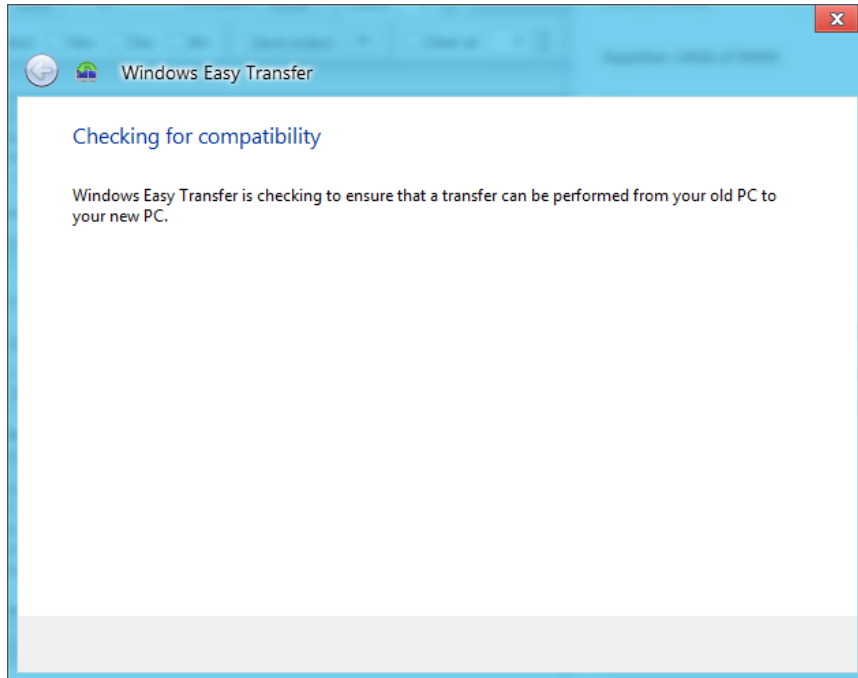 Windows Easy Transfer
Checking for compatibility
Windows Easy Transfer is checking to ensure that a transfer can be performed from your old PC to
your new PC.